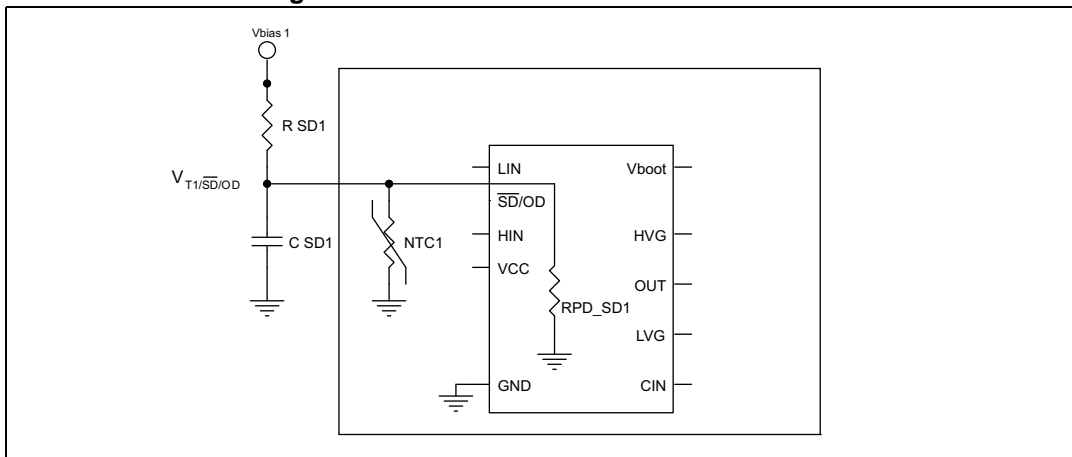 Vbias 1
R SD1
V T1/SD/OD
C SD1
NTC1
LIN
SD/OD
HIN
VCC
GND
RPD_SD1
Vboot
HVG
OUT
LVG
CIN